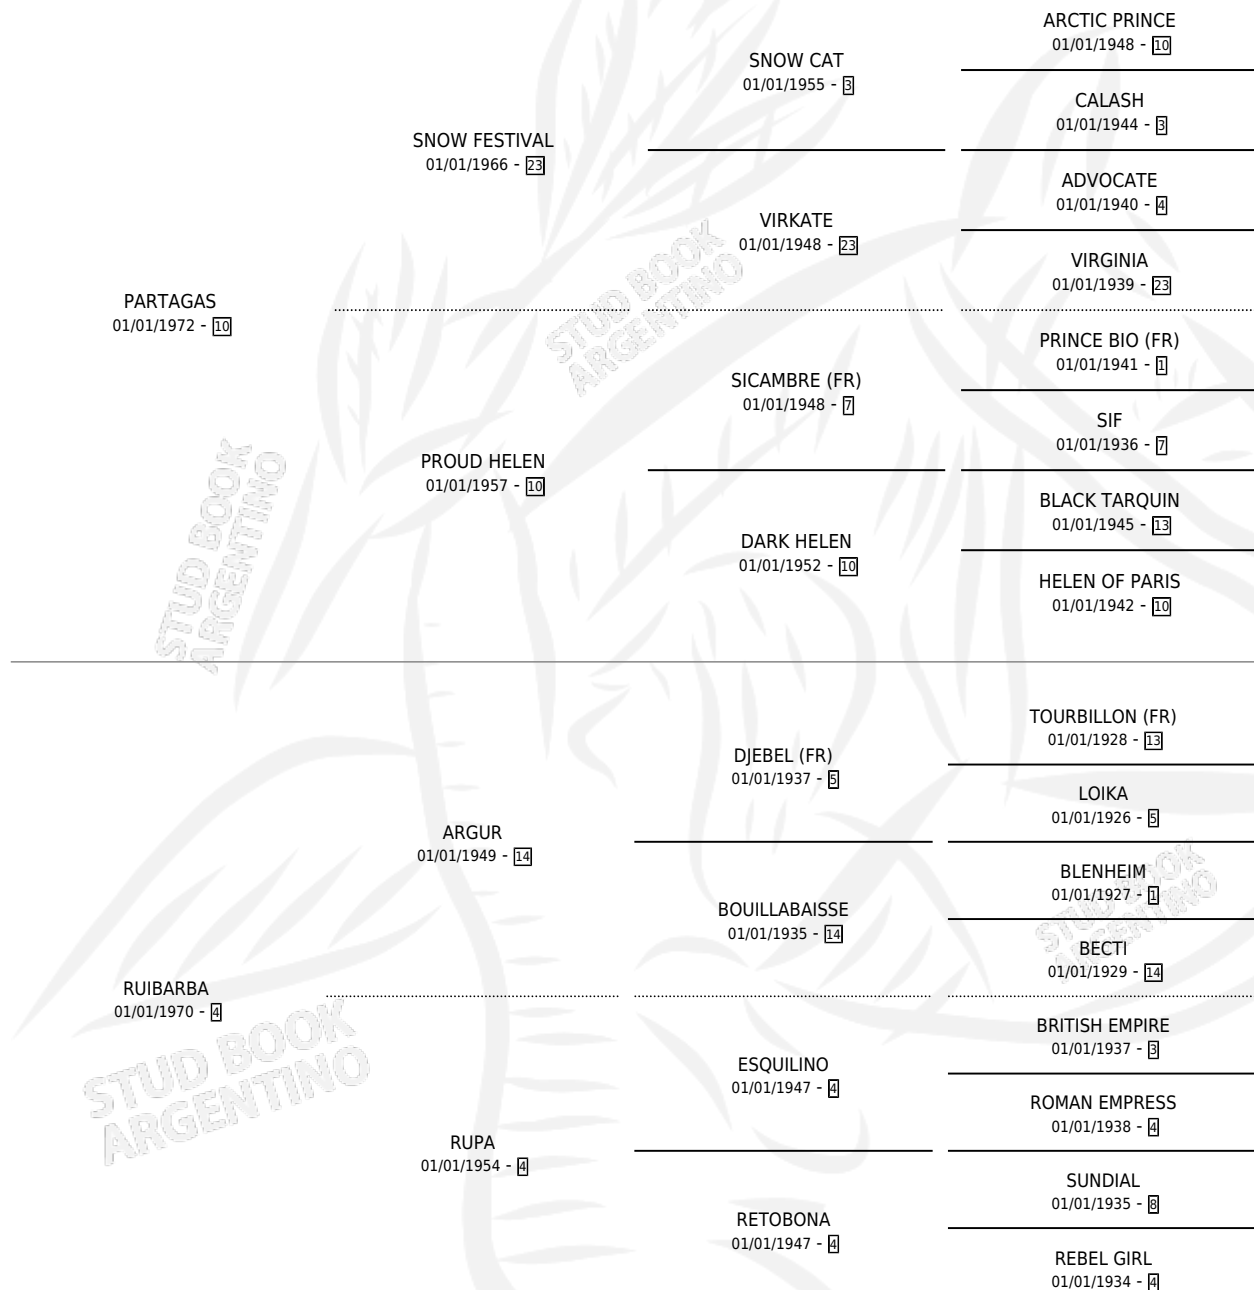 ARCTIC PRINCE
01/01/1948 - 10
SNOW CAT
01/01/1955 - 3
CALASH
01/01/1944 - 3
SNOW FESTIVAL
01/01/1966 - 23
ADVOCATE
01/01/1940 - 4
VIRKATE
01/01/1948 - 23
VIRGINIA
01/01/1939 - 23
PARTAGAS
01/01/1972 - 10
PRINCE BIO (FR)
01/01/1941 - 1
SICAMBRE (FR)
01/01/1948 - 7
SIF
01/01/1936 - 7
PROUD HELEN
01/01/1957 - 10
BLACK TARQUIN
01/01/1945 - 13
DARK HELEN
01/01/1952 - 10
HELEN OF PARIS
01/01/1942 - 10
TOURBILLON (FR)
01/01/1928 - 13
DJEBEL (FR)
01/01/1937 - 5
LOIKA
01/01/1926 - 5
ARGUR
01/01/1949 - 14
BLENHEIM
01/01/1927 - 1
BOUILLABAISSE
01/01/1935 - 14
BECTI
01/01/1929 - 14
RUIBARBA
01/01/1970 - 4
BRITISH EMPIRE
01/01/1937 - 3
ESQUILINO
01/01/1947 - 4
ROMAN EMPRESS
01/01/1938 - 4
RUPA
01/01/1954 - 4
SUNDIAL
01/01/1935 - 8
RETOBONA
01/01/1947 - 4
REBEL GIRL
01/01/1934 - 4
STUD BOOK
ARGENTINO
STUD BOOK
ARGENTINO
STUD BOOK
ARGENTINO
STUD BOOK
ARGENTINO